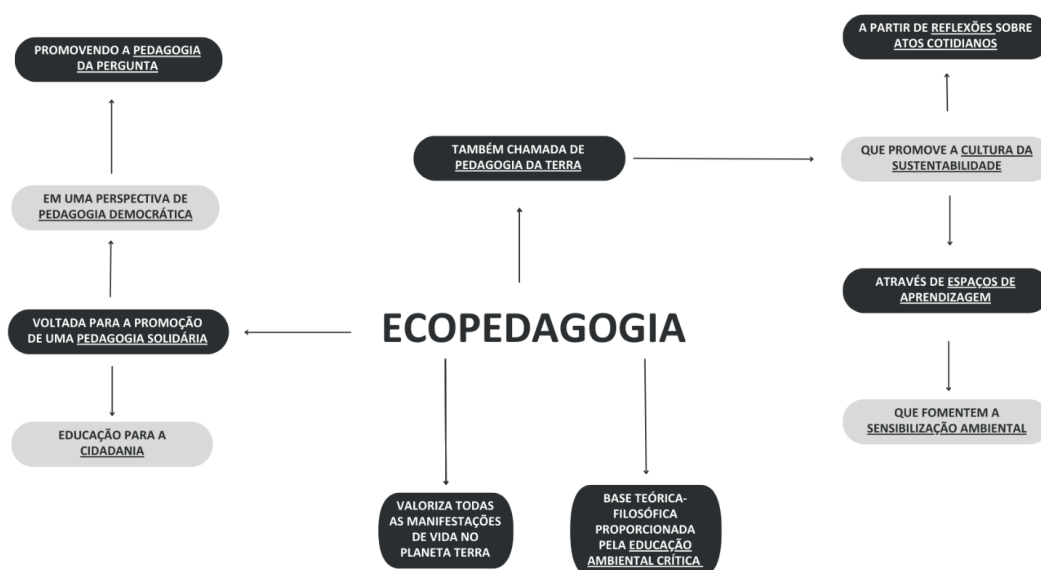 PROMOVENDO A PEDAGOGIA
DA PERGUNTA
A PARTIR DE REFLEXÕES SOBRE
ATOS COTIDIANOS
TAMBÉM CHAMADA DE
PEDAGOGIA DA TERRA
QUE PROMOVE A CULTURA DA
SUSTENTABILIDADE
EM UMA PERSPECTIVA DE
PEDAGOGIA DEMOCRÁTICA
ATRAVÉS DE ESPAÇOS DE
APRENDIZAGEM
VOLTADA PARA A PROMOÇÃO
DE UMA PEDAGOGIA SOLIDÁRIA
ECOPEDAGOGIA
QUE FOMENTEM A
SENSIBILIZAÇÃO AMBIENTAL
EDUCAÇÃO PARA A
CIDADANIA
VALORIZA TODAS
AS MANIFESTAÇÕES
DE VIDA NO
PLANETA TERRA
BASE TEÓRICA-
FILOSÓFICA
PROPORCIONADA
PELA EDUCAÇÃO
AMBIENTAL CRÍTICA